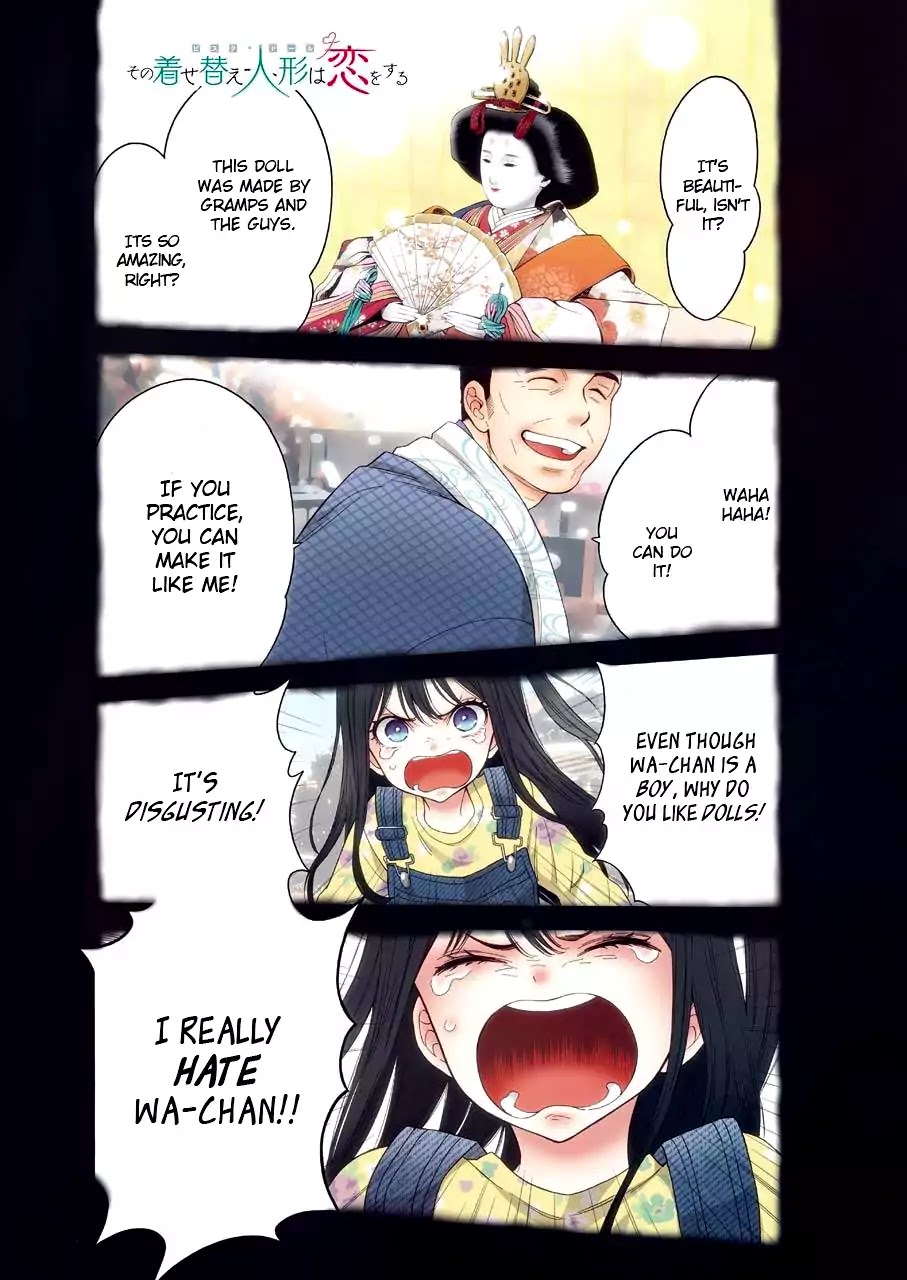 ビスク・ドール
その着せ替え人形は恋をする
IT'S
BEAUTI-
FUL, ISN'T
IT?
THIS DOLL
WAS MADE BY
GRAMPS AND
THE GUYS.
ITS SO
AMAZING,
RIGHT?
WAHA
HAHA!
YOU
CAN DO
IT!
IF YOU
PRACTICE,
YOU CAN
MAKE IT
LIKE ME!
EVEN THOUGH
WA-CHAN IS A
BOY, WHY DO
YOU LIKE DOLLS!
IT'S
DISGUSTING!
I REALLY
HATE
WA-CHAN!!